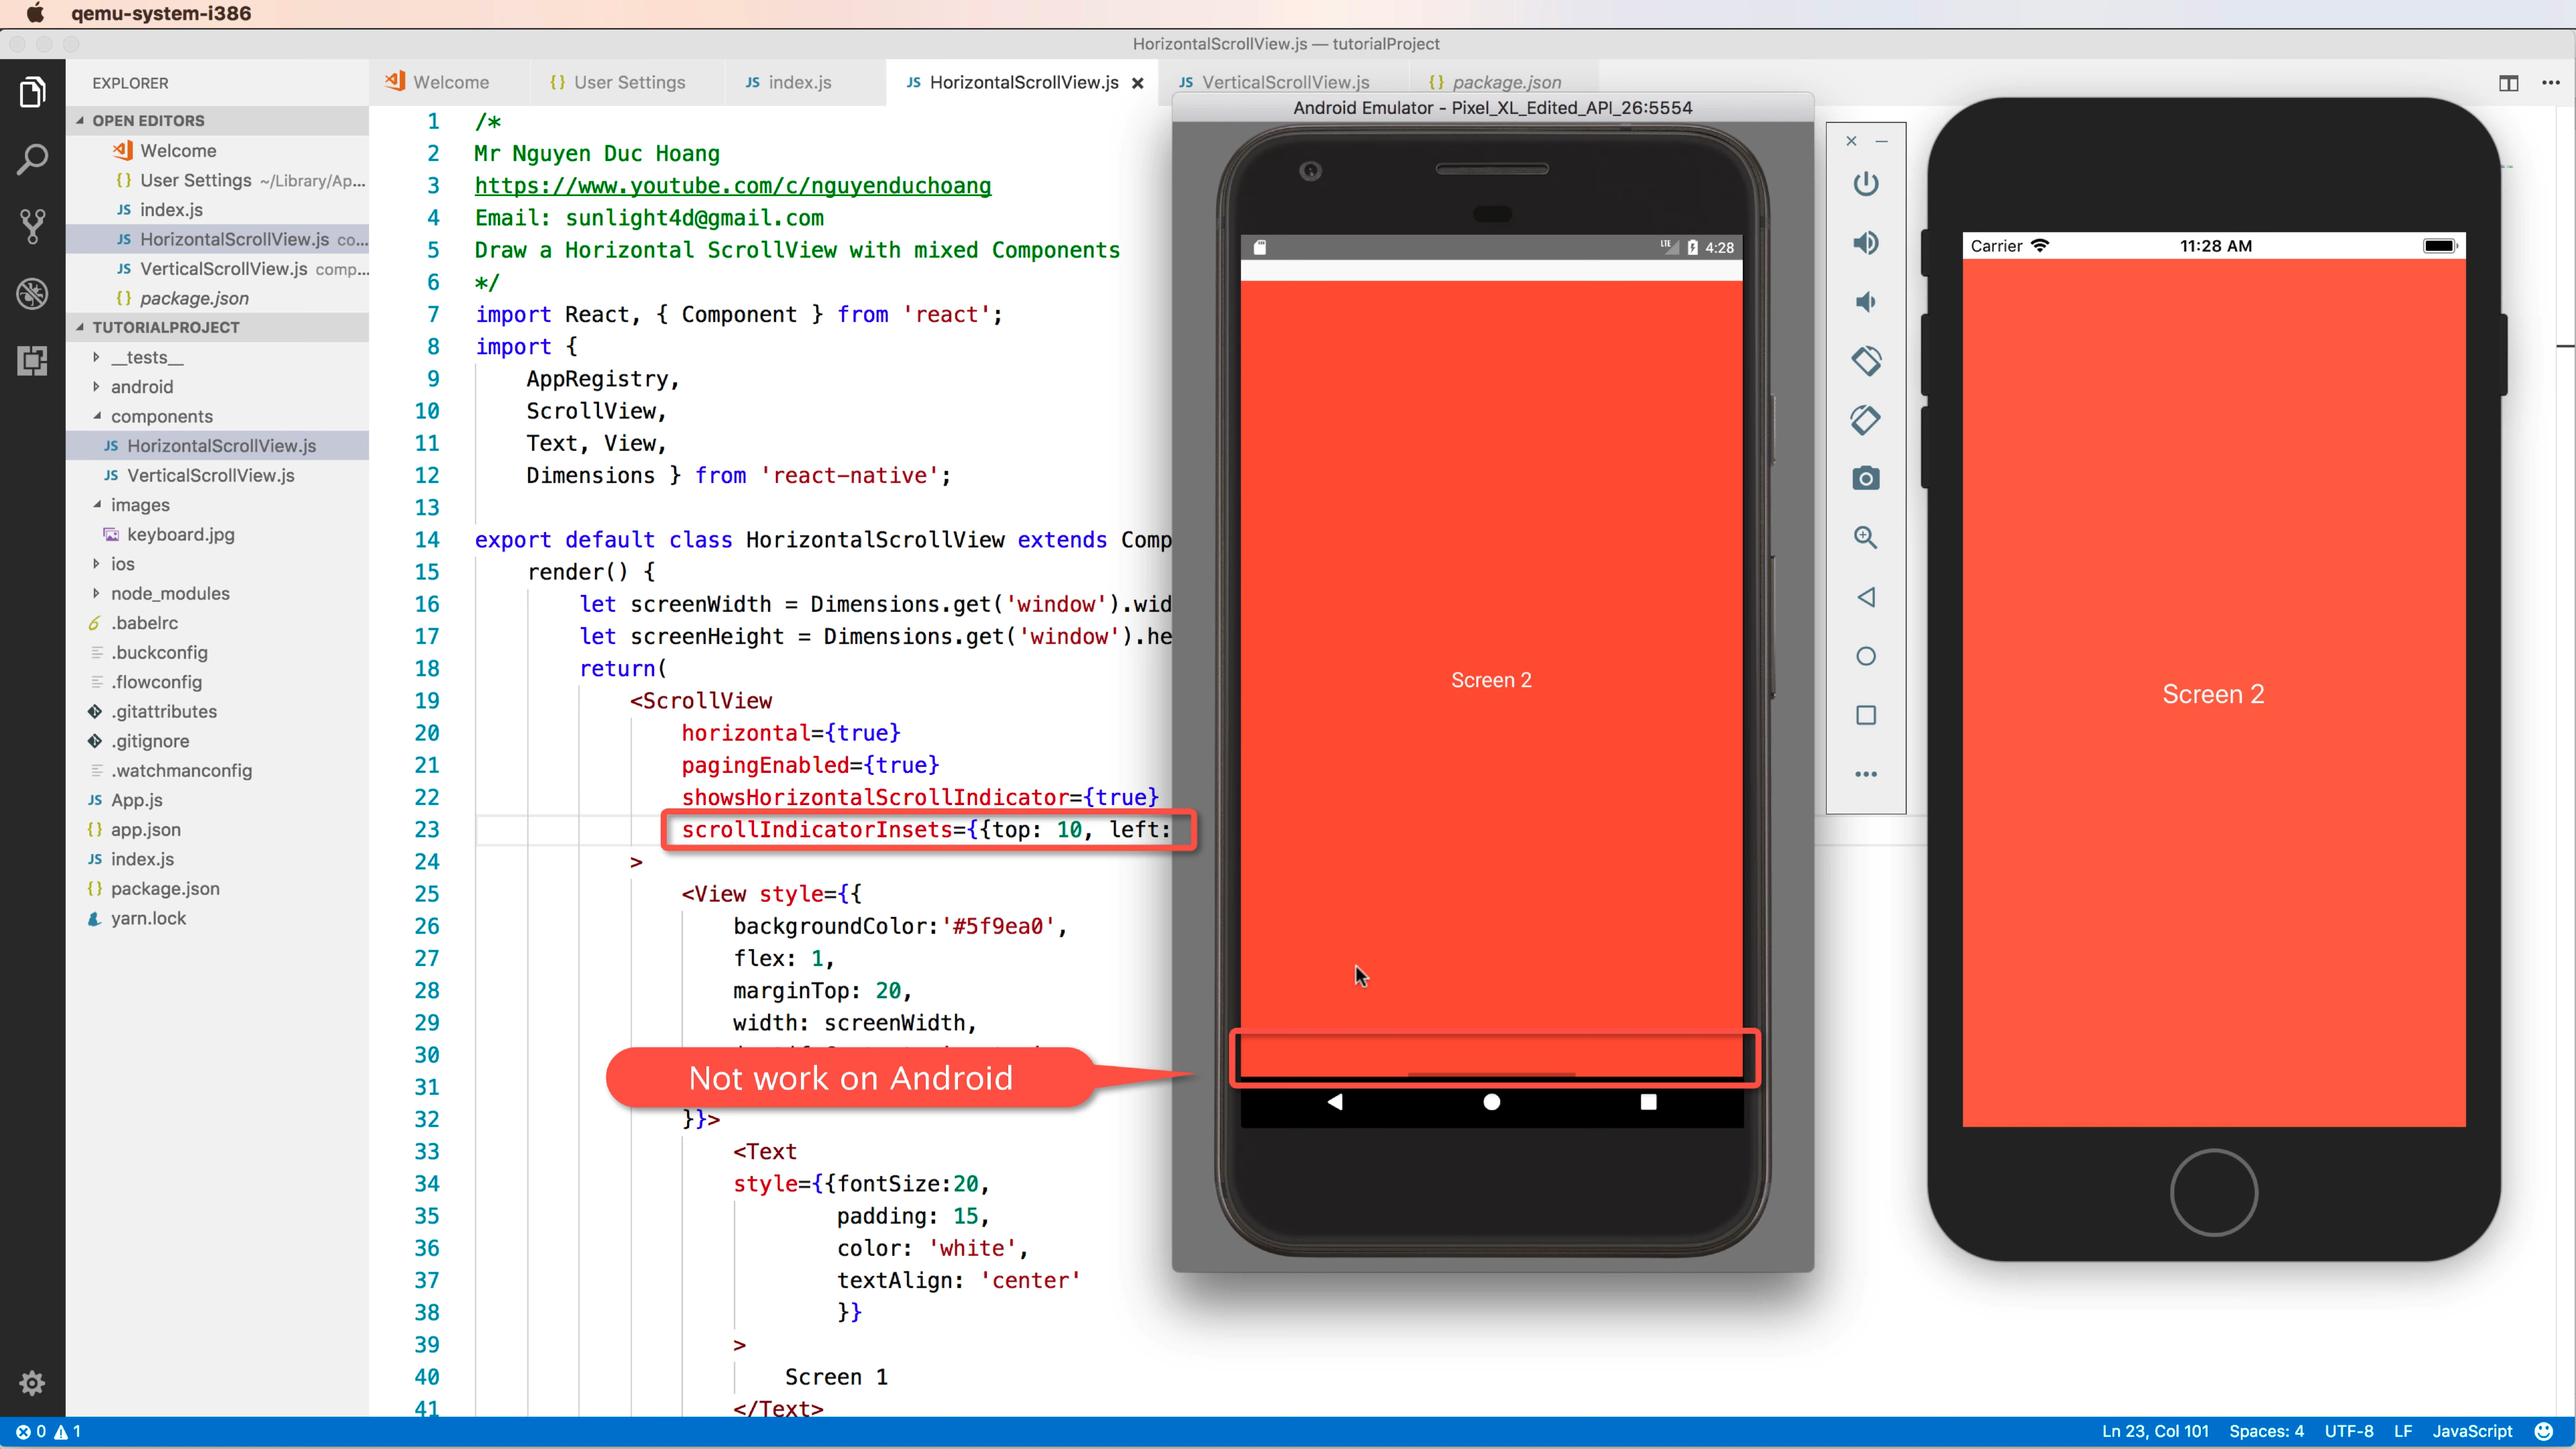 qemu-system-i386
HorizontalScrollView.js — tutorialProject
EXPLORER
Welcome
{} User Settings
JS index.js
JS HorizontalScrollView.js
JS VerticalScrollView.js
{} package.json
OPEN EDITORS
Welcome
{} User Settings ~/Library/Ap...
JS index.js
JS HorizontalScrollView.js co...
JS VerticalScrollView.js comp...
{} package.json
TUTORIALPROJECT
__tests__
android
components
JS HorizontalScrollView.js
JS VerticalScrollView.js
images
keyboard.jpg
ios
node_modules
.babelrc
.buckconfig
.flowconfig
.gitattributes
.gitignore
.watchmanconfig
JS App.js
{} app.json
JS index.js
{} package.json
yarn.lock
1 /*
2 Mr Nguyen Duc Hoang
3 https://www.youtube.com/c/nguyenduchoang
4 Email: sunlight4d@gmail.com
5 Draw a Horizontal ScrollView with mixed Components
6 */
7 import React, { Component } from 'react';
8 import {
9 AppRegistry,
10 ScrollView,
11 Text, View,
12 Dimensions } from 'react-native';
13
14 export default class HorizontalScrollView extends Comp
15 render() {
16 let screenWidth = Dimensions.get('window').wid
17 let screenHeight = Dimensions.get('window').he
18 return(
19 <ScrollView
20 horizontal={true}
21 pagingEnabled={true}
22 showsHorizontalScrollIndicator={true}
23 scrollIndicatorInsets={{top: 10, left:
24 >
25 <View style={{
26 backgroundColor:'#5f9ea0',
27 flex: 1,
28 marginTop: 20,
29 width: screenWidth,
30
31
32 }}>
33 <Text
34 style={{fontSize:20,
35 padding: 15,
36 color: 'white',
37 textAlign: 'center'
38 }}
39 >
40 Screen 1
41 </Text>
Not work on Android
Android Emulator - Pixel_XL_Edited_API_26:5554
LTE 4:28
Screen 2
Carrier 11:28 AM
Screen 2
0 1
Ln 23, Col 101 Spaces: 4 UTF-8 LF JavaScript